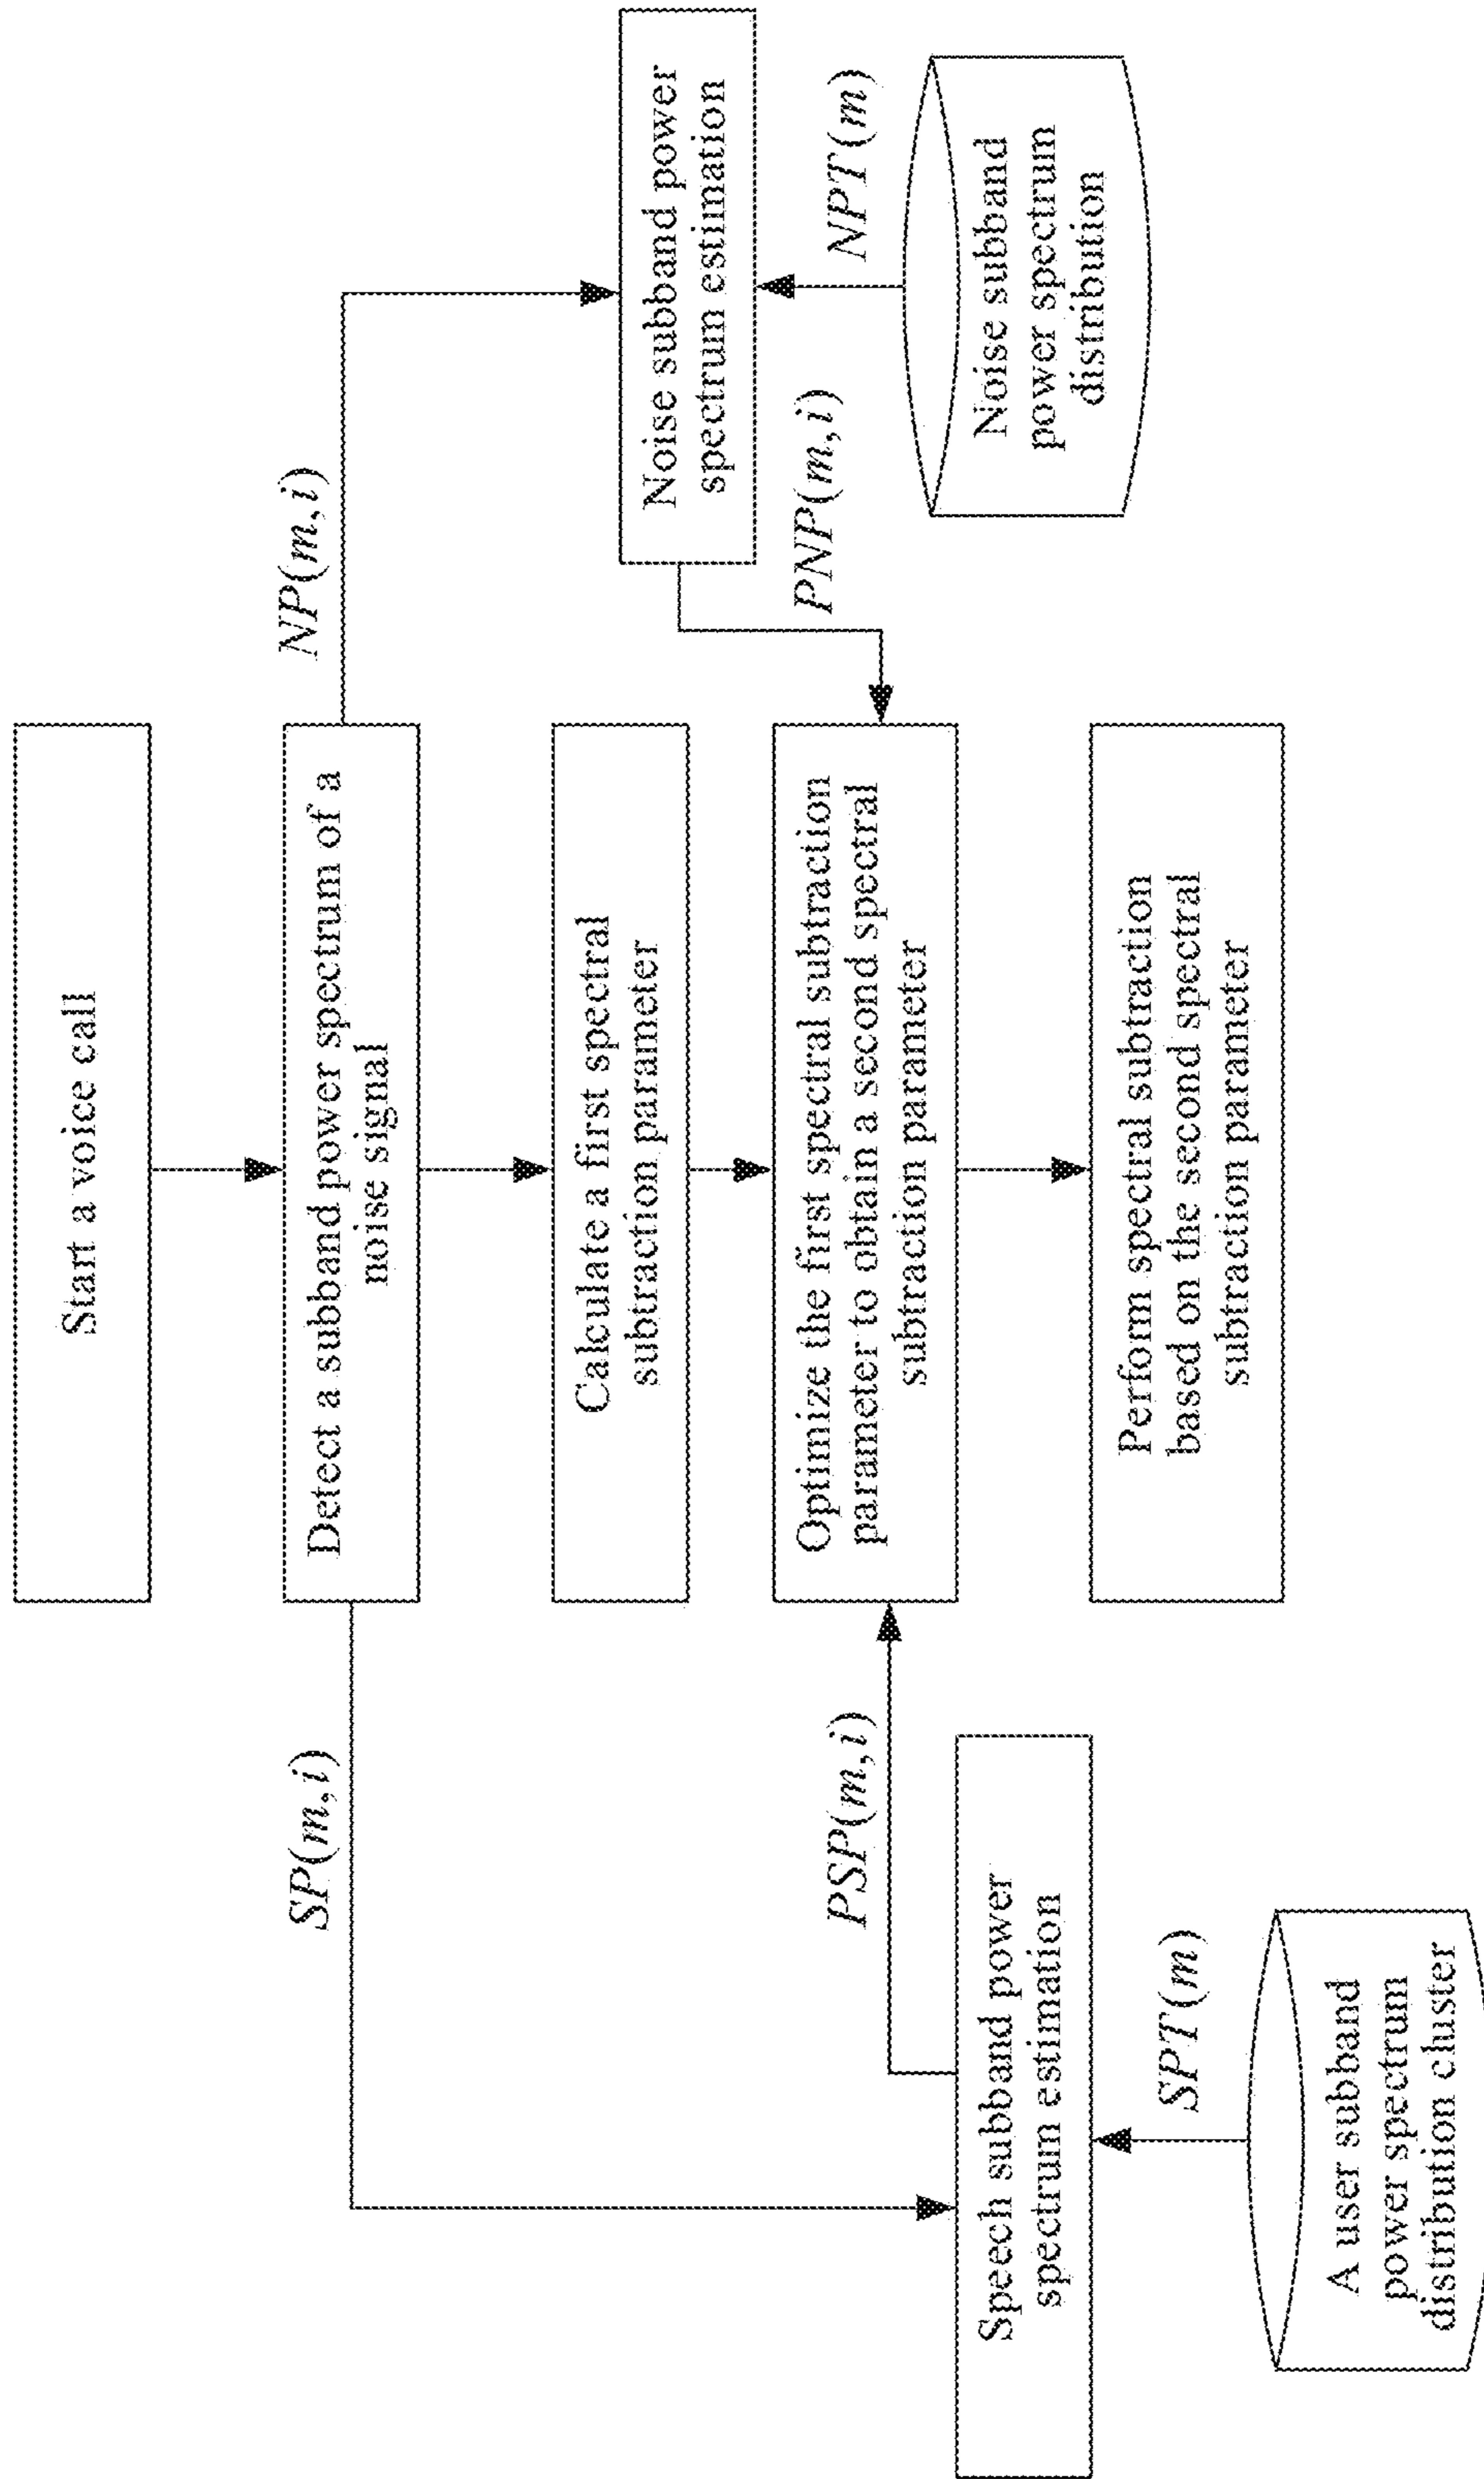 Start a voice call
SP(m,i)
Detect a subband power spectrum of a
noise signal
NP(m,i)
Calculate a first spectral
subtraction parameter
Noise subband power
spectrum estimation
PSP(m,i)
Optimize the first spectral subtraction
parameter to obtain a second spectral
subtraction parameter
PNP(m,i)
NPT(m)
Speech subband power
spectrum estimation
Noise subband
power spectrum
distribution
Perform spectral subtraction
based on the second spectral
subtraction parameter
SPT(m)
A user subband
power spectrum
distribution cluster